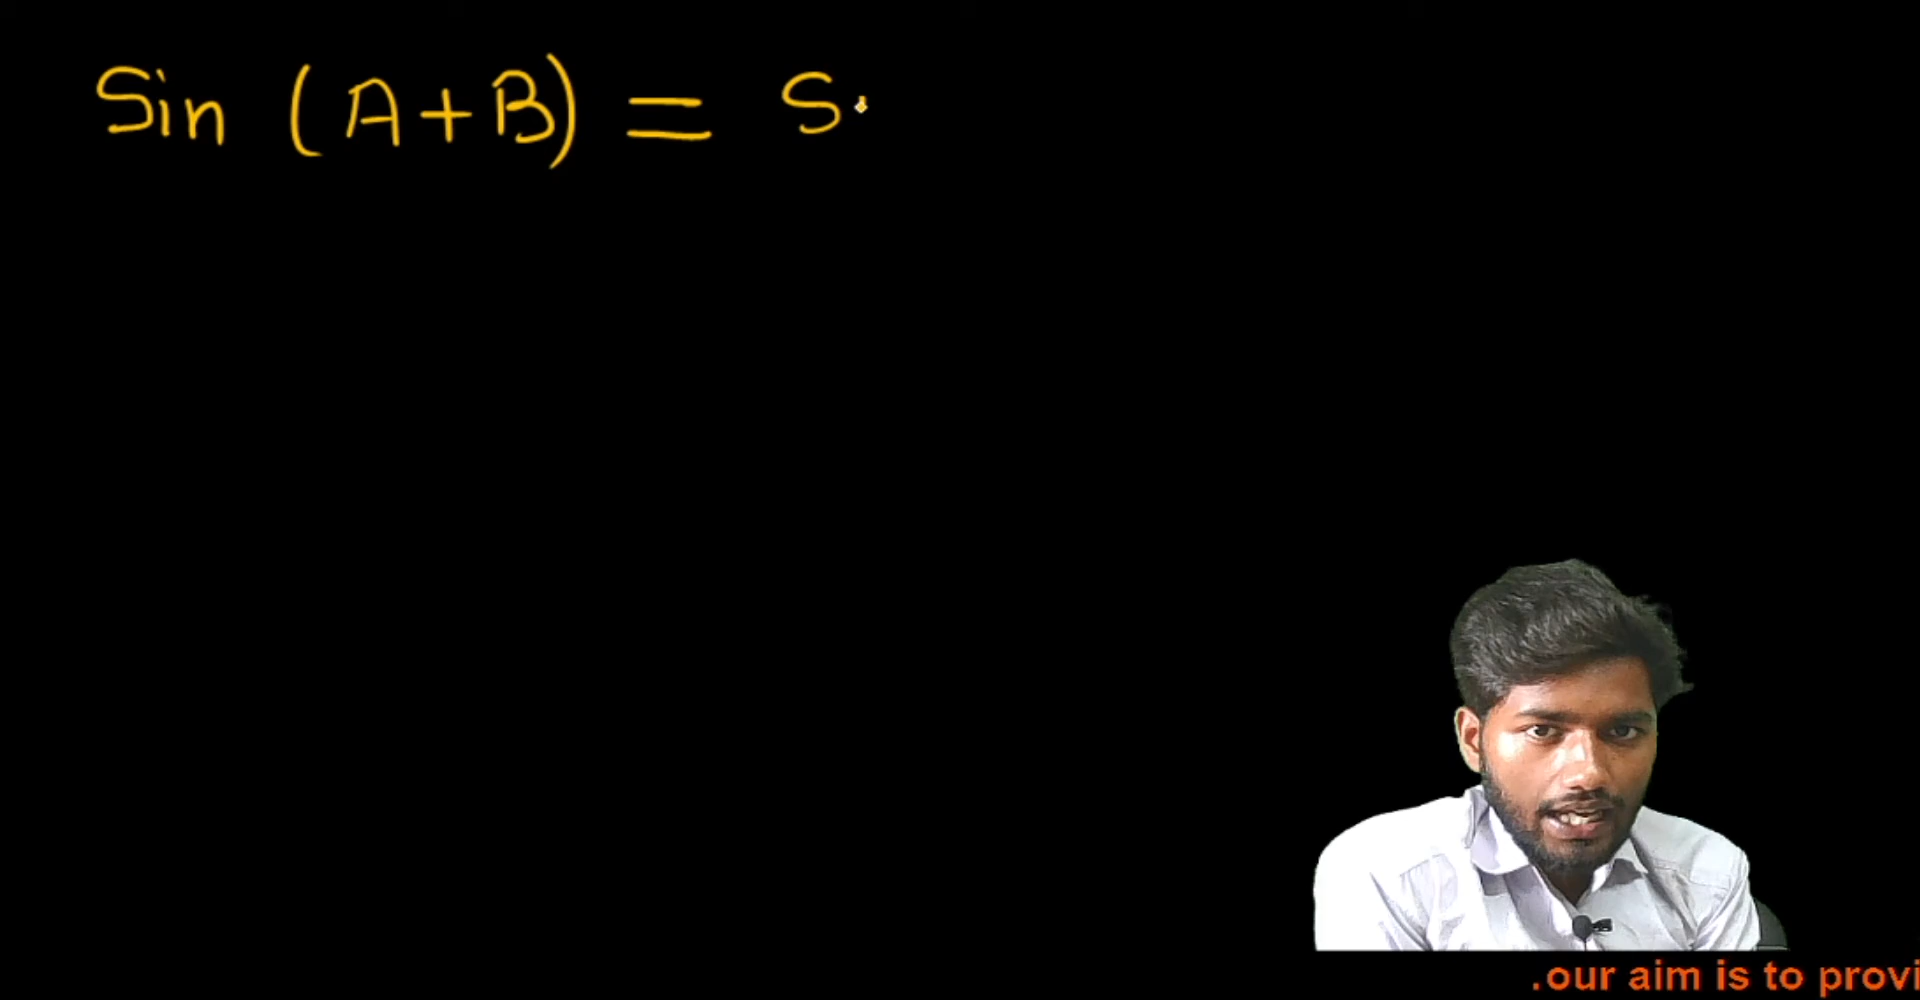 Sin (A+B) = S
.our aim is to provi